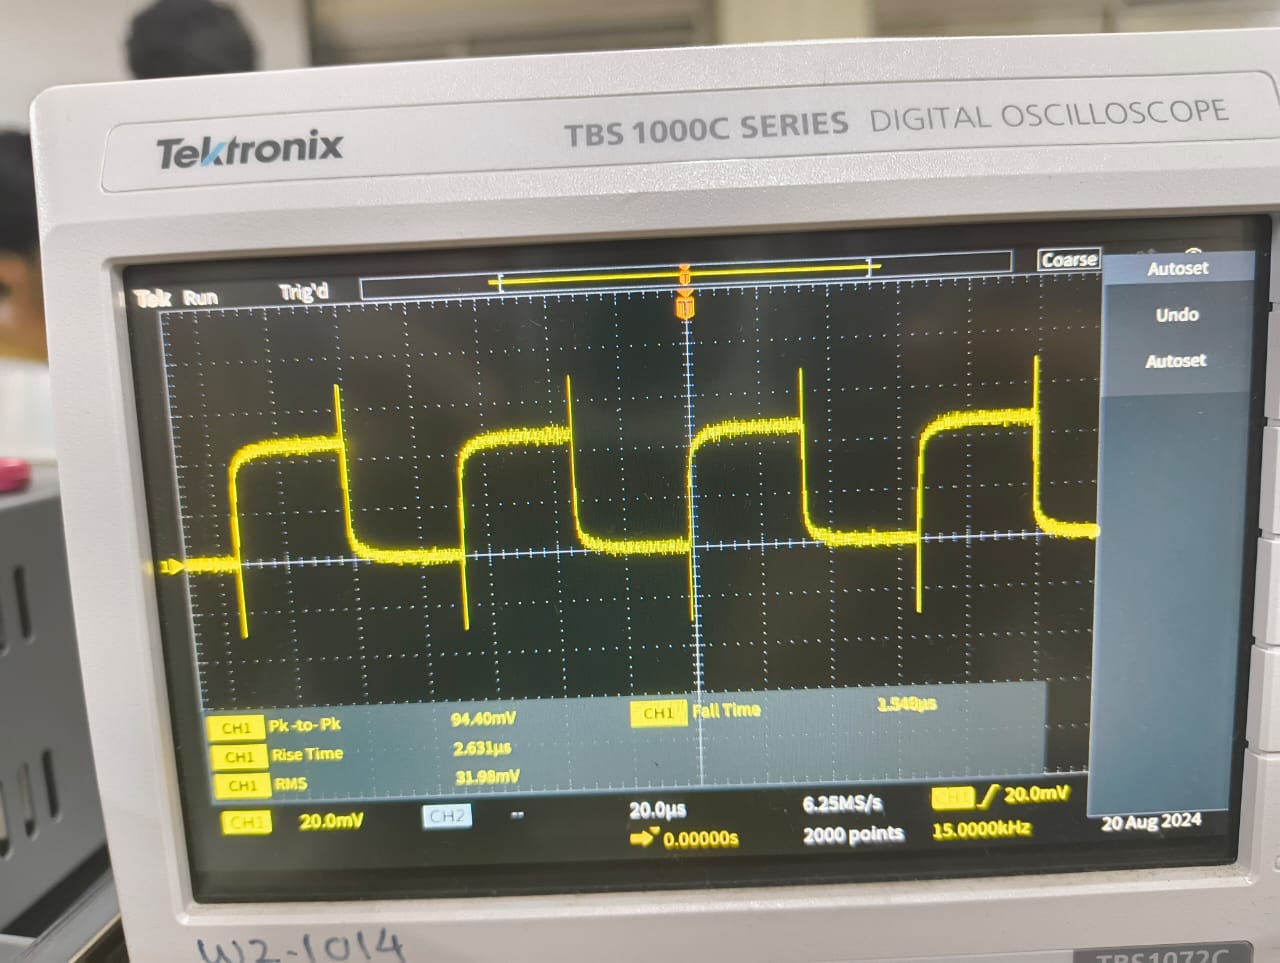 Tektronix
TBS 1000C SERIES DIGITAL OSCILLOSCOPE
Tek Run Trig'd
Coarse
Autoset
Undo
Autoset
CH1 Pk-to-Pk 94.40mV
CH1 Fall Time 1.548µs
CH1 Rise Time 2.631µs
CH1 RMS 31.98mV
CH1 20.0mV CH2 -- 20.0µs 6.25MS/s CH1 20.0mV
0.00000s 2000 points 15.0000kHz
20 Aug 2024
W2-1014
TBS1072C